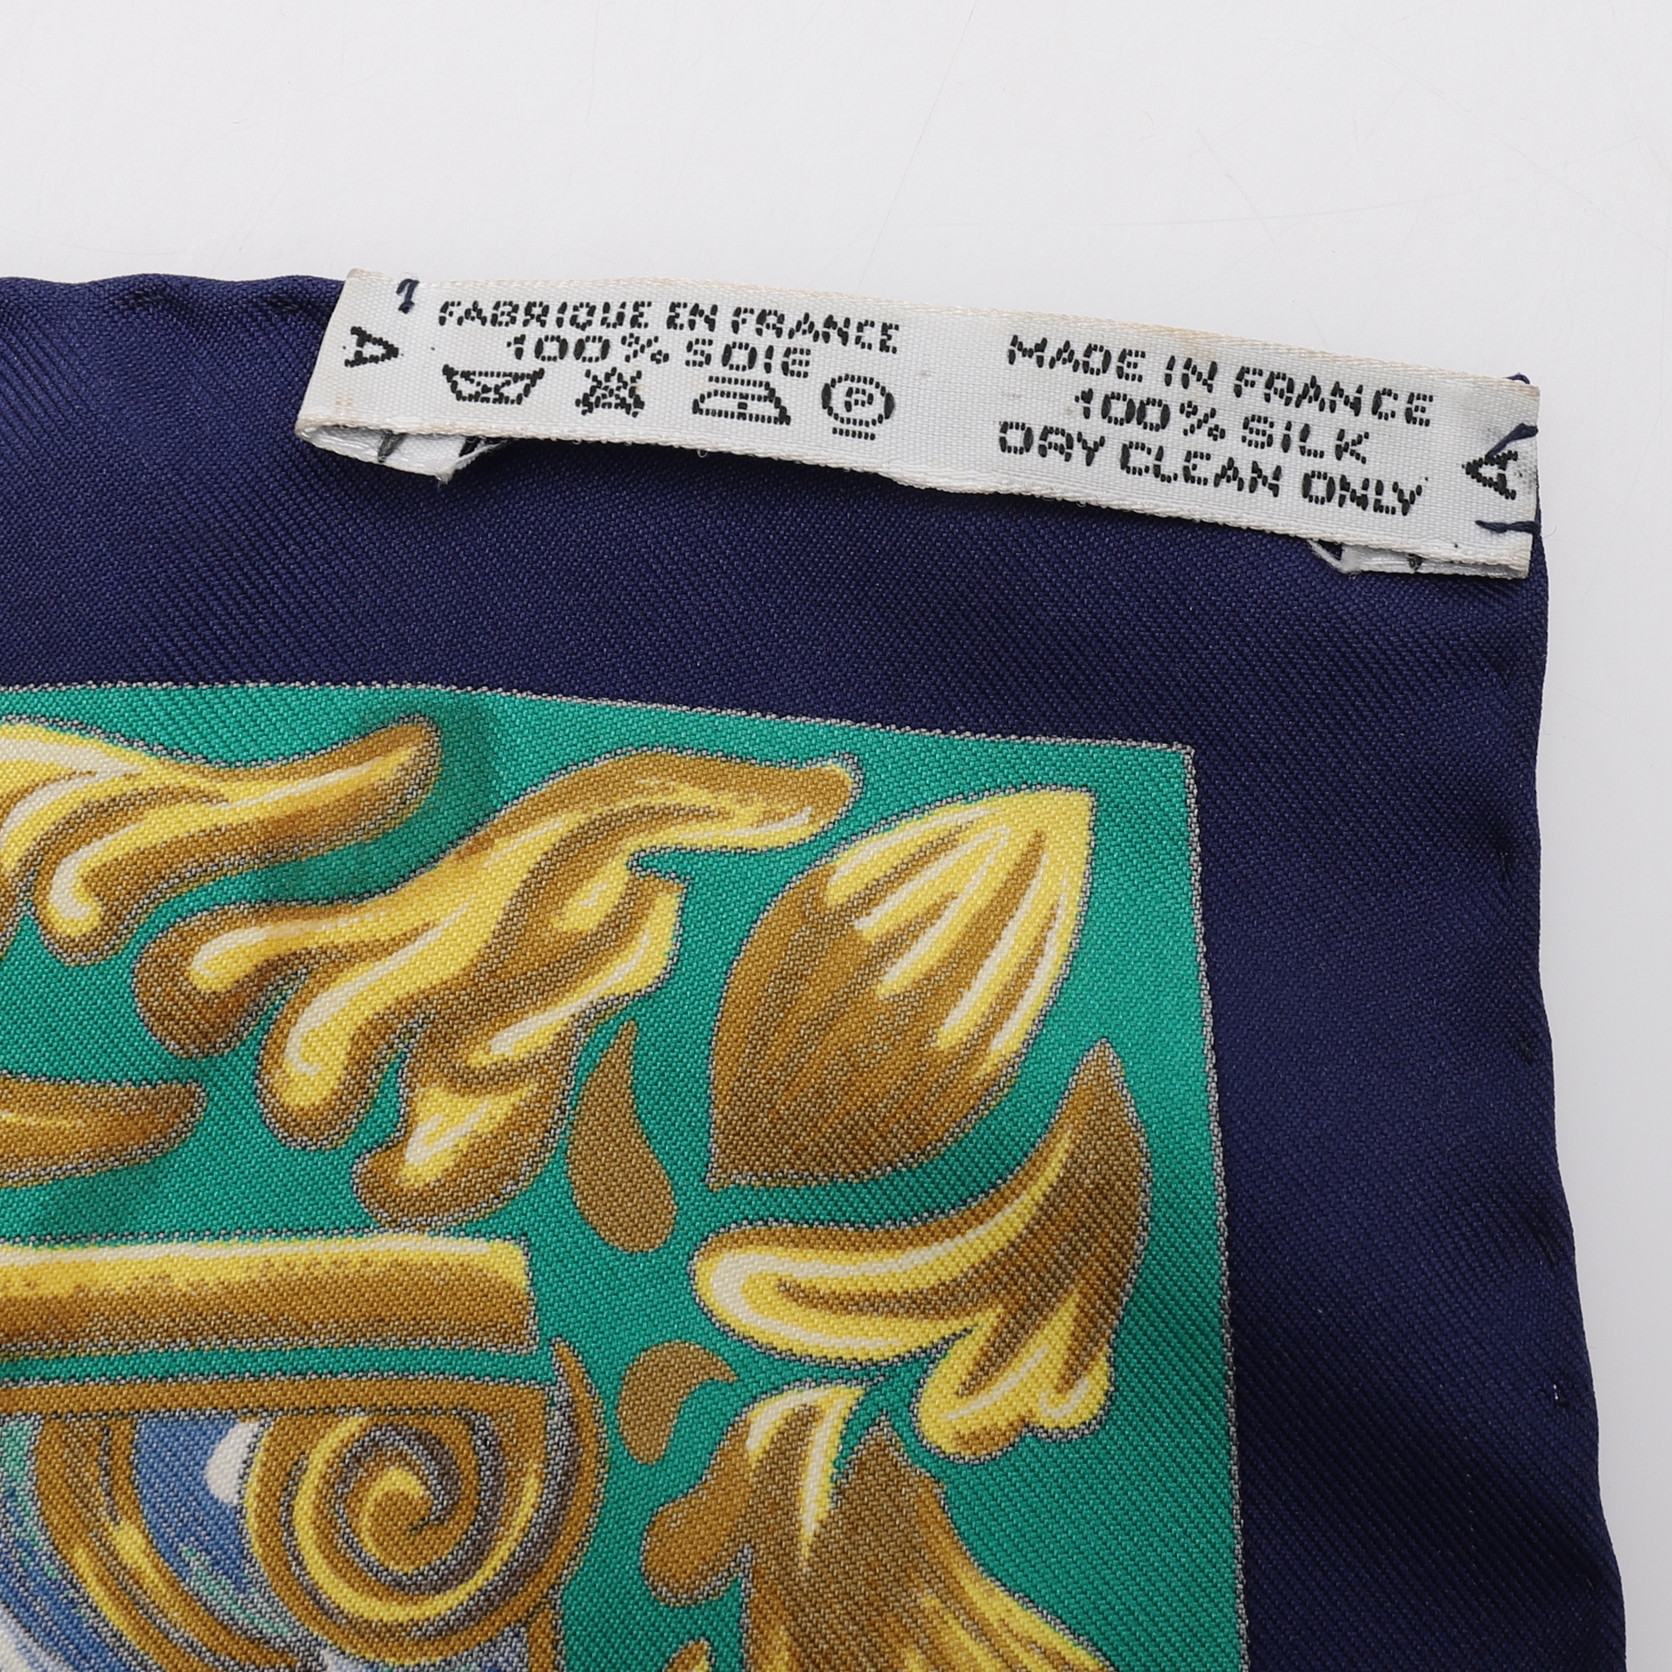 A
FABRIQUE EN FRANCE
100% SOIE
P
MADE IN FRANCE
100% SILK
DRY CLEAN ONLY
A